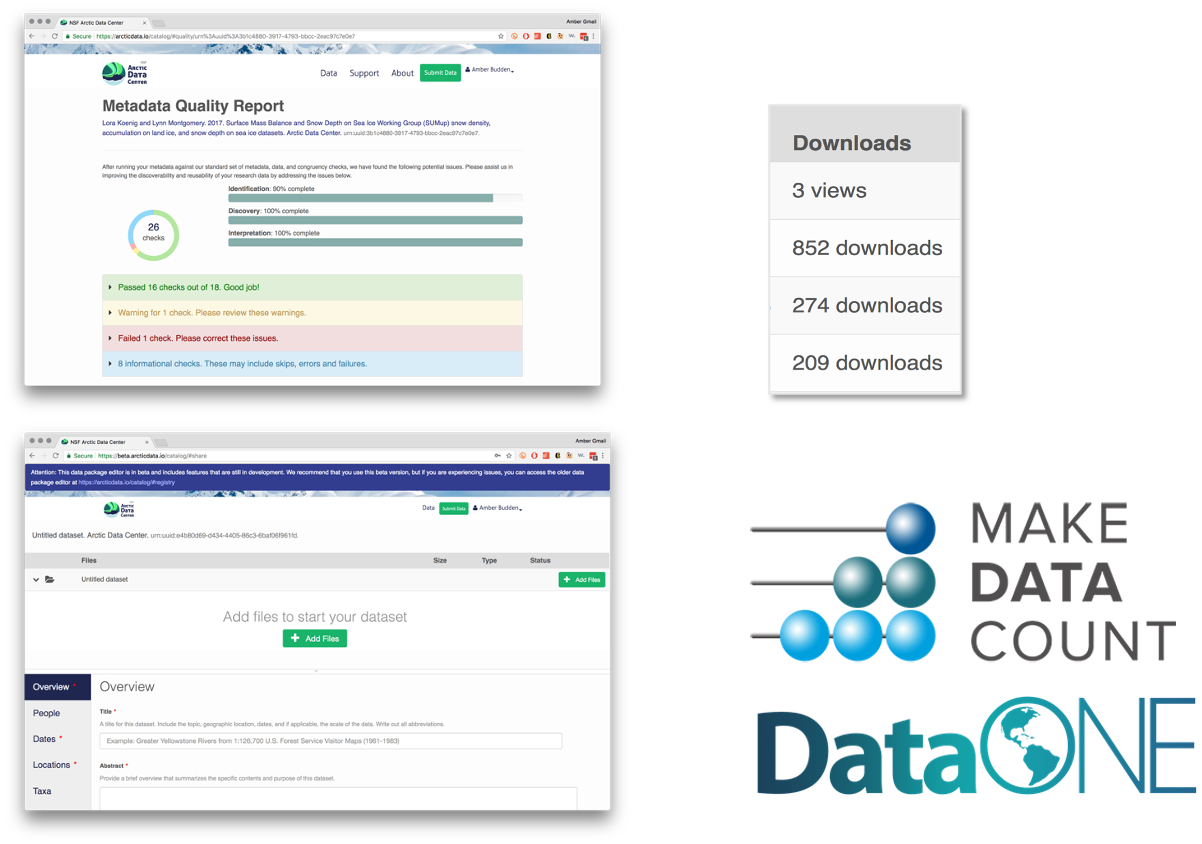 NSF Arctic Data Center
Amber Gmail
Secure https://arcticdata.io/catalog/#quality/urn%3Auuid%3A3b1c4880-3917-4793-bbcc-2eac97c7e0e7
ARCTIC
DATA
CENTER
Data Support About Submit Data Amber Budden
Metadata Quality Report
Lora Koenig and Lynn Montgomery. 2017. Surface Mass Balance and Snow Depth on Sea Ice Working Group (SUMup) snow density,
accumulation on land ice, and snow depth on sea ice datasets. Arctic Data Center. urn:uuid:3b1c4880-3917-4793-bbcc-2eac97c7e0e7.
After running your metadata against our standard set of metadata, data, and congruency checks, we have found the following potential issues. Please assist us in
improving the discoverability and reusability of your research data by addressing the issues below.
Identification: 90% complete
Discovery: 100% complete
Interpretation: 100% complete
26
checks
Passed 16 checks out of 18. Good job!
Warning for 1 check. Please review these warnings.
Failed 1 check. Please correct these issues.
8 informational checks. These may include skips, errors and failures.
Downloads
3 views
852 downloads
274 downloads
209 downloads
NSF Arctic Data Center
Amber Gmail
Secure https://beta.arcticdata.io/catalog/#share
Attention: This data package editor is in beta and includes features that are still in development. We recommend that you use this beta version, but if you are experiencing issues, you can access the older data
package editor at https://arcticdata.io/catalog/#registry
ARCTIC
DATA
CENTER
Data Submit Data Amber Budden
Untitled dataset. Arctic Data Center. urn:uuid:e4b80d69-d434-4405-86c3-6baf06f961fd.
Files Size Type Status
Untitled dataset + Add Files
Add files to start your dataset
+ Add Files
Overview *
People
Dates *
Locations *
Taxa
Overview
Title *
A title for this dataset. Include the topic, geographic location, dates, and if applicable, the scale of the data. Write out all abbreviations.
Example: Greater Yellowstone Rivers from 1:126,700 U.S. Forest Service Visitor Maps (1961-1983)
Abstract *
Provide a brief overview that summarizes the specific contents and purpose of this dataset.
MAKE
DATA
COUNT
DataONE